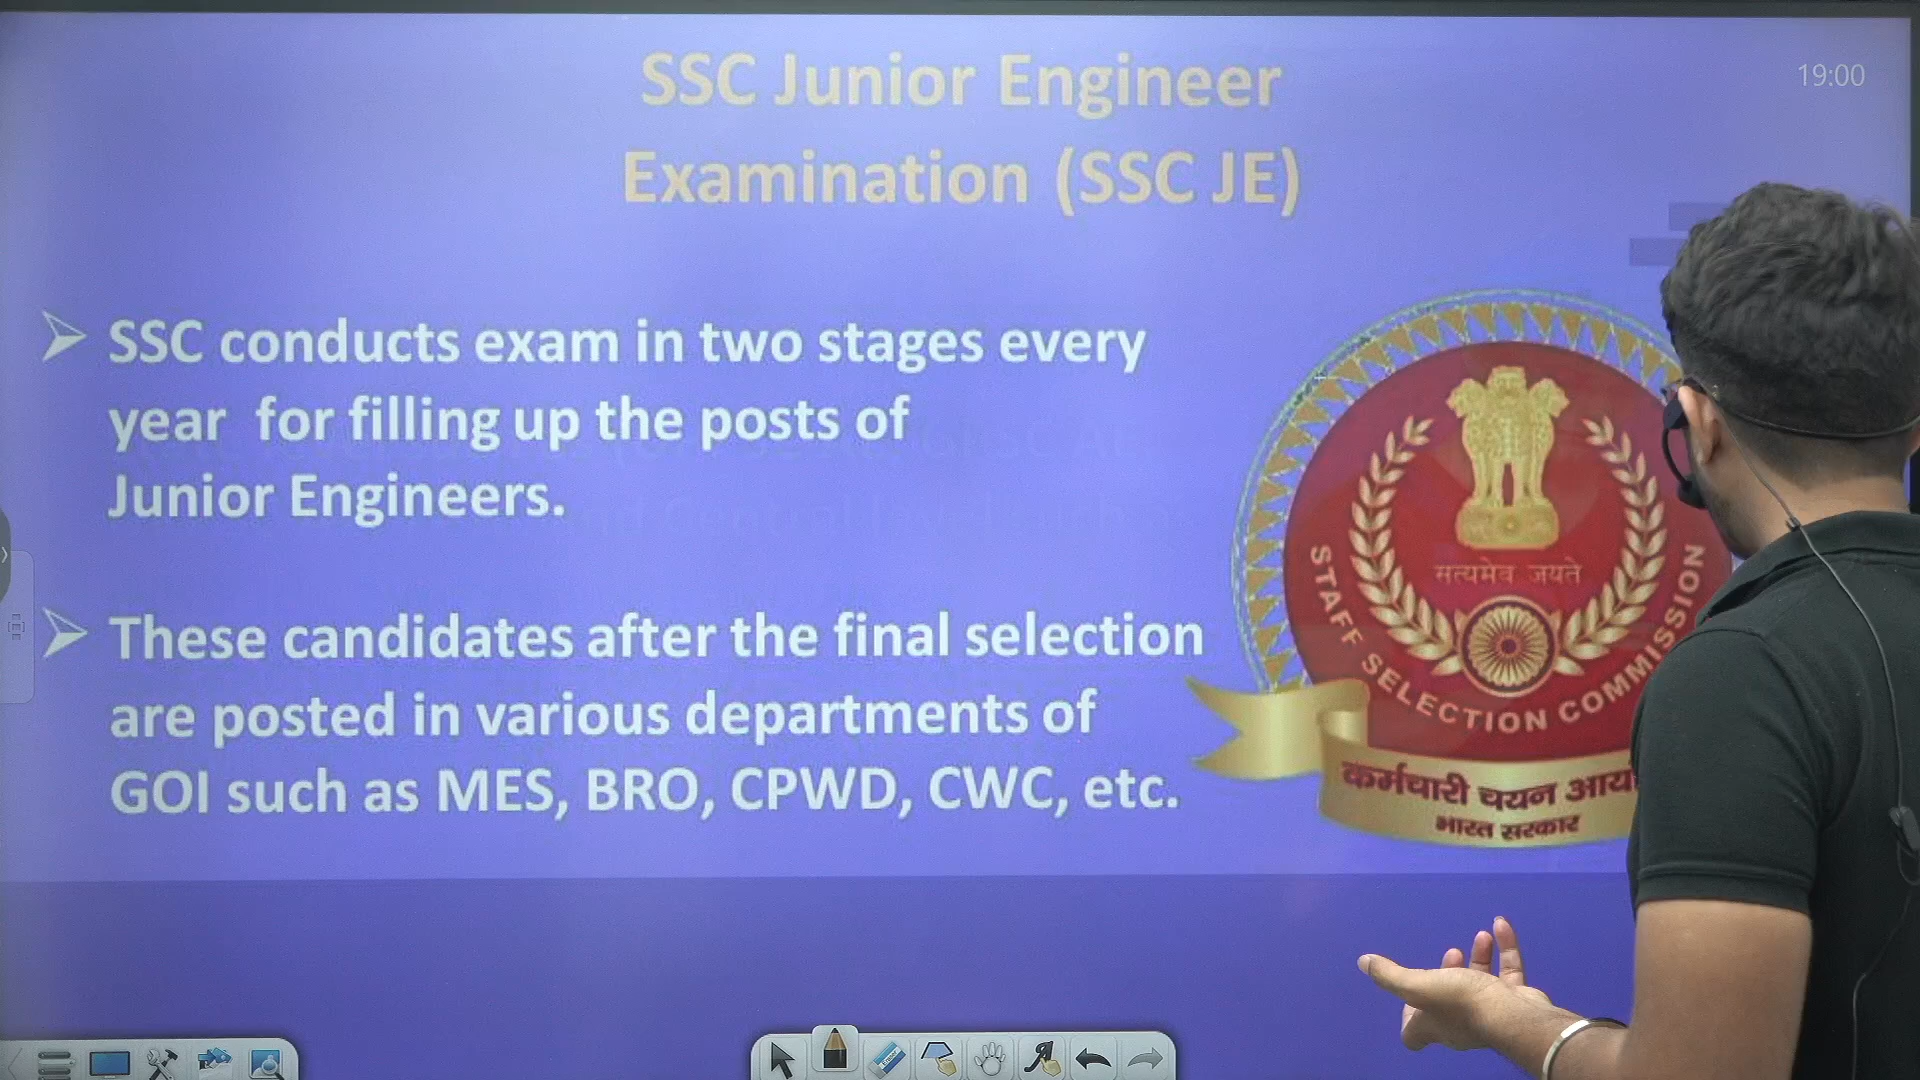 SSC Junior Engineer
Examination (SSC JE)
19:00
SSC conducts exam in two stages every
year for filling up the posts of
Junior Engineers.
These candidates after the final selection
are posted in various departments of
GOI such as MES, BRO, CPWD, CWC, etc.
सत्यमेव जयते
STAFF SELECTION COMMISSION
कर्मचारी चयन
भारत सरकार